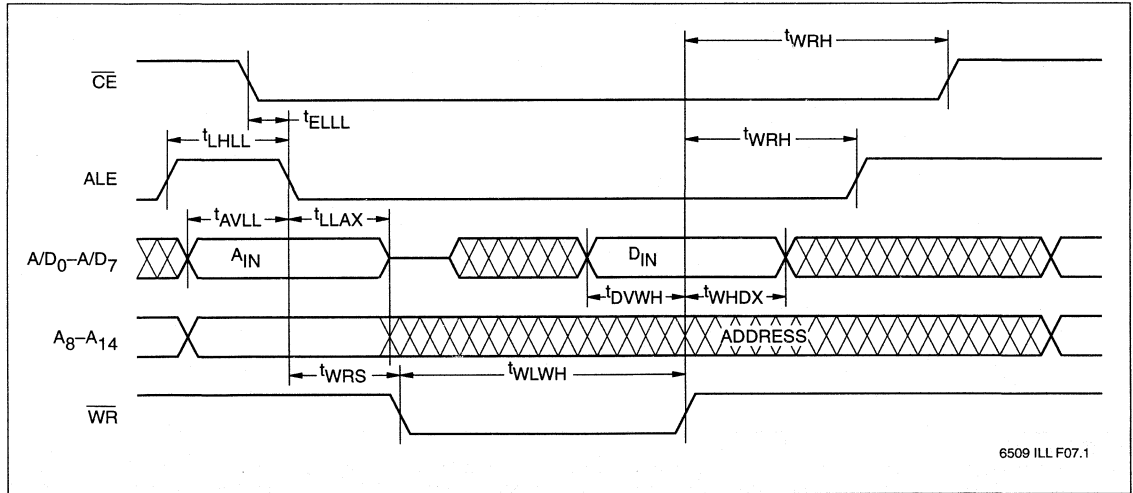 tWRH
CE
tELLL
tLHLL
tWRH
ALE
tAVLL
tLLAX
A/D0–A/D7
AIN
DIN
tDVWH
tWHDX
A8–A14
ADDRESS
tWRS
tWLWH
WR
6509 ILL F07.1